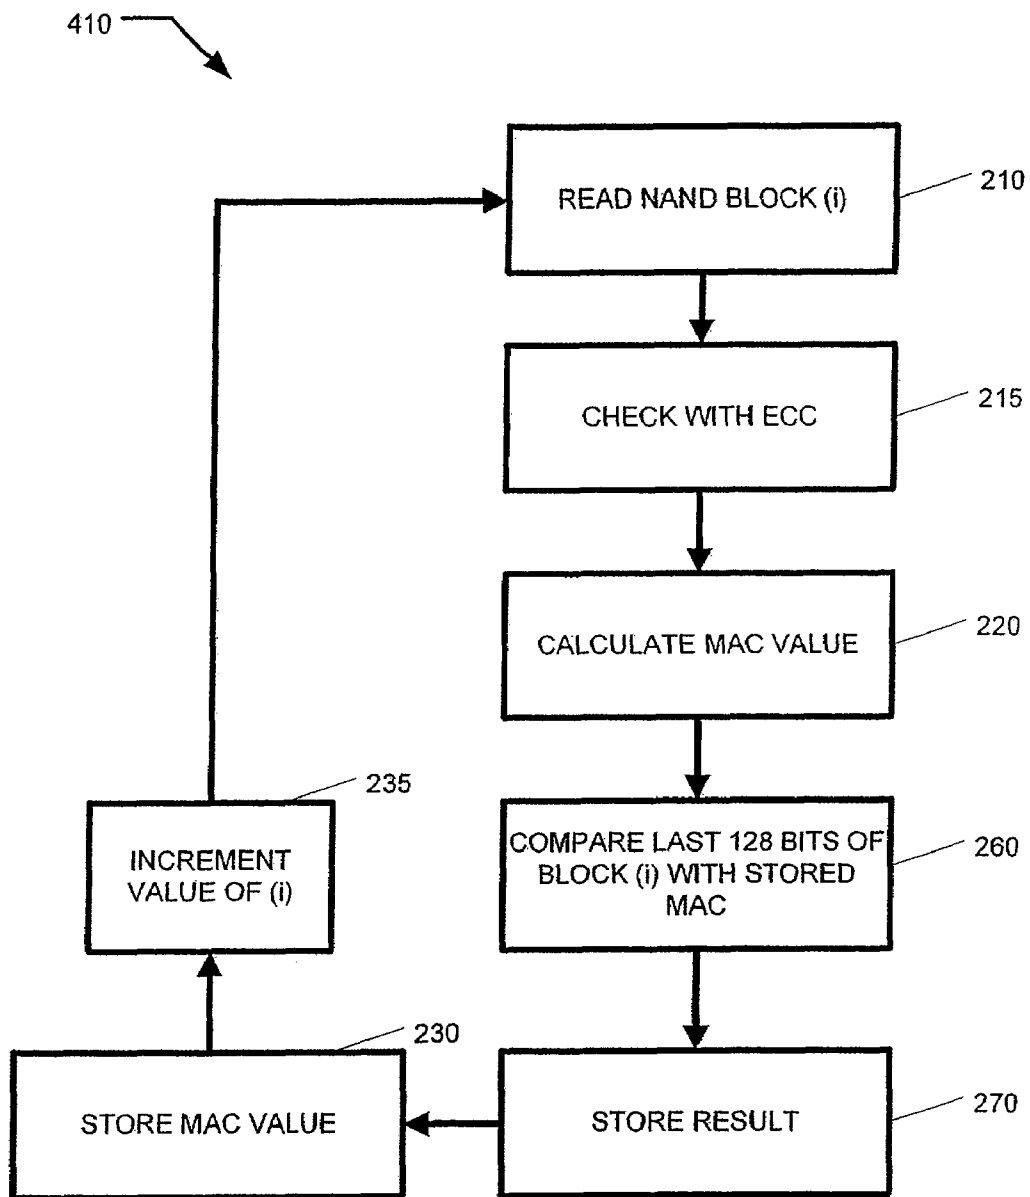 410
READ NAND BLOCK (i)
210
CHECK WITH ECC
215
CALCULATE MAC VALUE
220
COMPARE LAST 128 BITS OF
BLOCK (i) WITH STORED
MAC
260
235
INCREMENT
VALUE OF (i)
230
STORE MAC VALUE
STORE RESULT
270